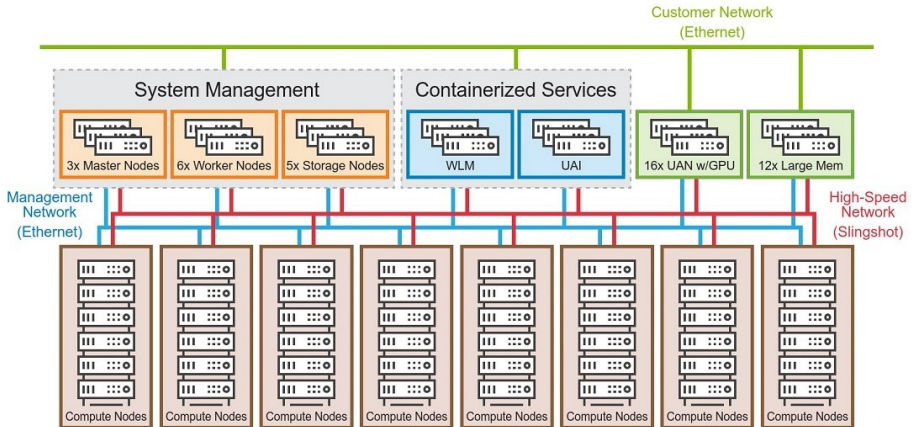 Customer Network
(Ethernet)
System Management
Containerized Services
3x Master Nodes
6x Worker Nodes
5x Storage Nodes
WLM
UAI
16x UAN w/GPU
12x Large Mem
Management
Network
(Ethernet)
High-Speed
Network
(Slingshot)
Compute Nodes
Compute Nodes
Compute Nodes
Compute Nodes
Compute Nodes
Compute Nodes
Compute Nodes
Compute Nodes